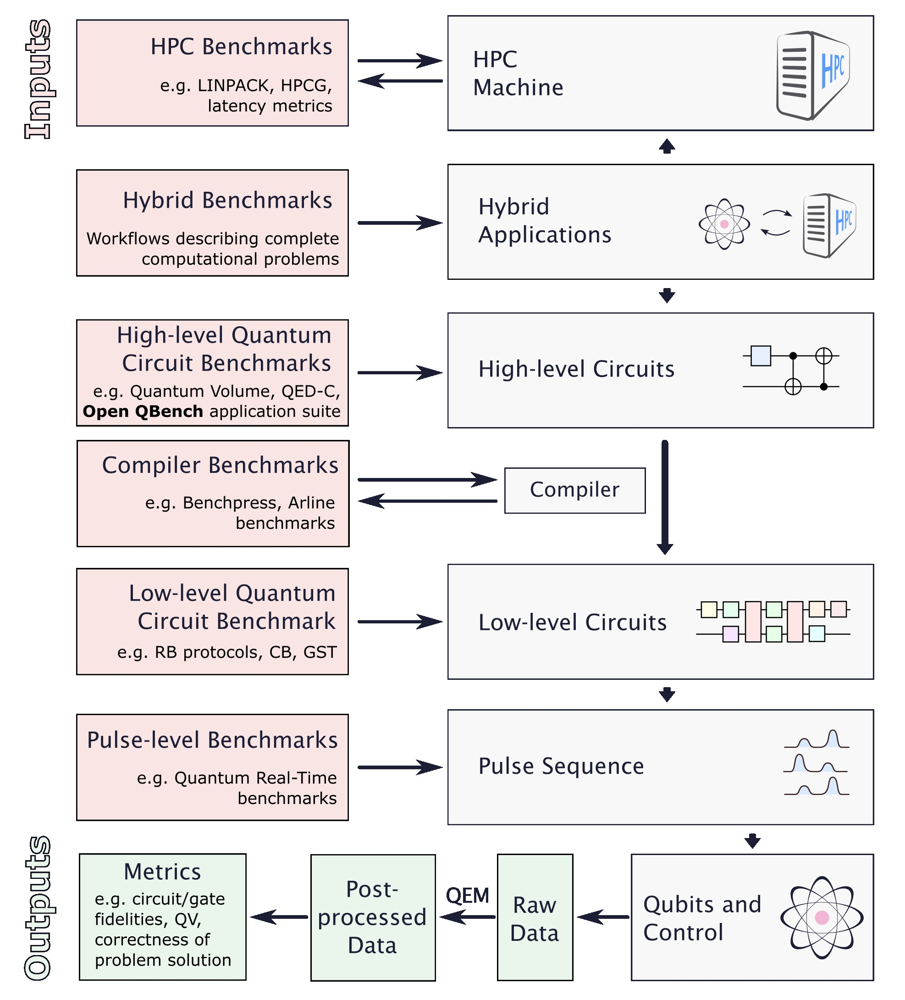 Inputs
HPC Benchmarks
e.g. LINPACK, HPCG,
latency metrics
HPC
Machine
HPC
Hybrid Benchmarks
Workflows describing complete
computational problems
Hybrid
Applications
HPC
High-level Quantum
Circuit Benchmarks
e.g. Quantum Volume, QED-C,
Open QBench application suite
High-level Circuits
Compiler Benchmarks
e.g. Benchpress, Arline
benchmarks
Compiler
Low-level Quantum
Circuit Benchmark
e.g. RB protocols, CB, GST
Low-level Circuits
Pulse-level Benchmarks
e.g. Quantum Real-Time
benchmarks
Pulse Sequence
Outputs
Metrics
e.g. circuit/gate
fidelities, QV,
correctness of
problem solution
Post-
processed
Data
QEM
Raw
Data
Qubits and
Control